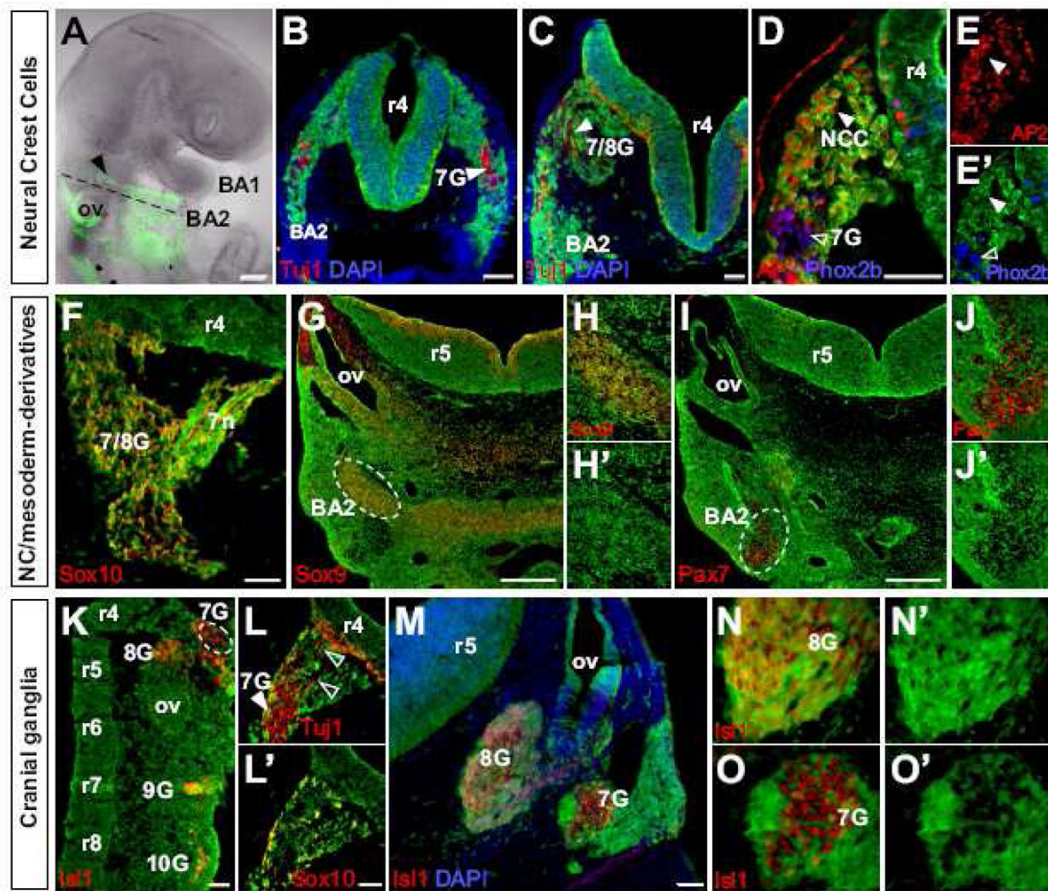 Neural Crest Cells
A
BA1
BA2
ov
B
r4
7G
BA2
Tuj1 DAPI
C
r4
7/8G
BA2
Tuj1 DAPI
D
r4
NCC
7G
Phox2b
E
AP2
E'
Phox2b
NC/mesoderm-derivatives
F
r4
7/8G
7n
Sox10
G
r5
ov
BA2
Sox9
H
Sox9
H'
I
r5
ov
BA2
Pax7
J
Pax7
J'
Cranial ganglia
K
r4
7G
8G
r5
ov
r6
r7
9G
r8
10G
Isl1
L
r4
7G
Tuj1
L'
Sox10
M
r5
ov
8G
7G
Isl1 DAPI
N
8G
Isl1
N'
O
7G
Isl1
O'